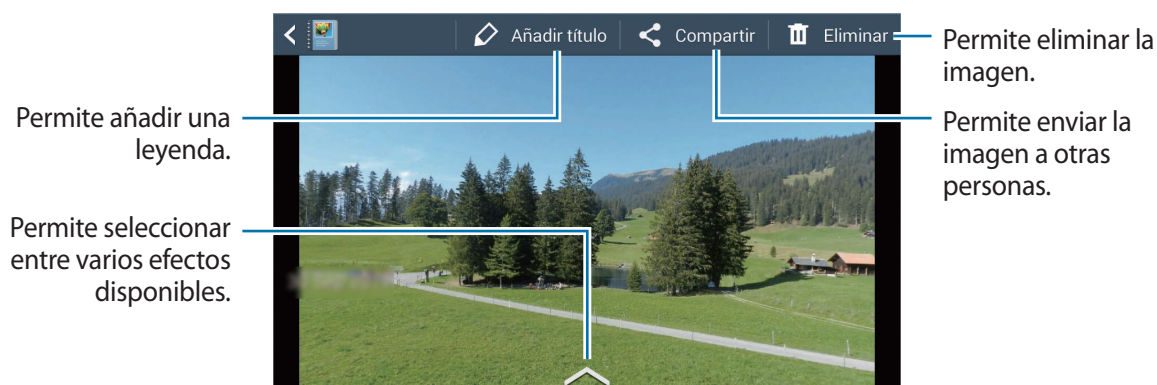 Añadir título
Compartir
Eliminar
Permite eliminar la
imagen.
Permite añadir una
leyenda.
Permite enviar la
imagen a otras
personas.
Permite seleccionar
entre varios efectos
disponibles.